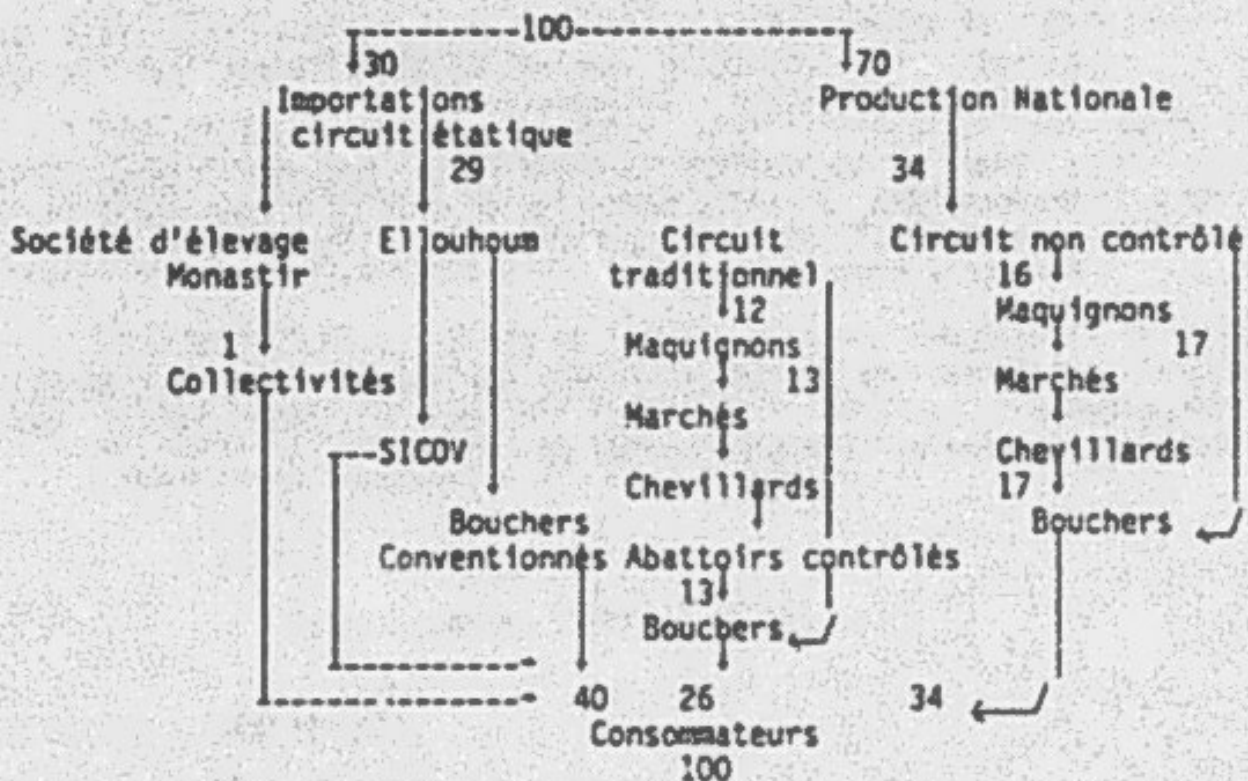 100
30 70
Importations Production Nationale
circuit étatique
29 34
Société d'élevage Ellouhoum Circuit Circuit non contrôlé
Monastir traditionnel 16
12 Maquignons
1 Maquignons 17
Collectivités 13 Marchés
Marchés
SICOV Chevillards
Chevillards 17
Bouchers Bouchers
Conventionnés Abattoirs contrôlés
13
Bouchers
40 26 34
Consommateurs
100